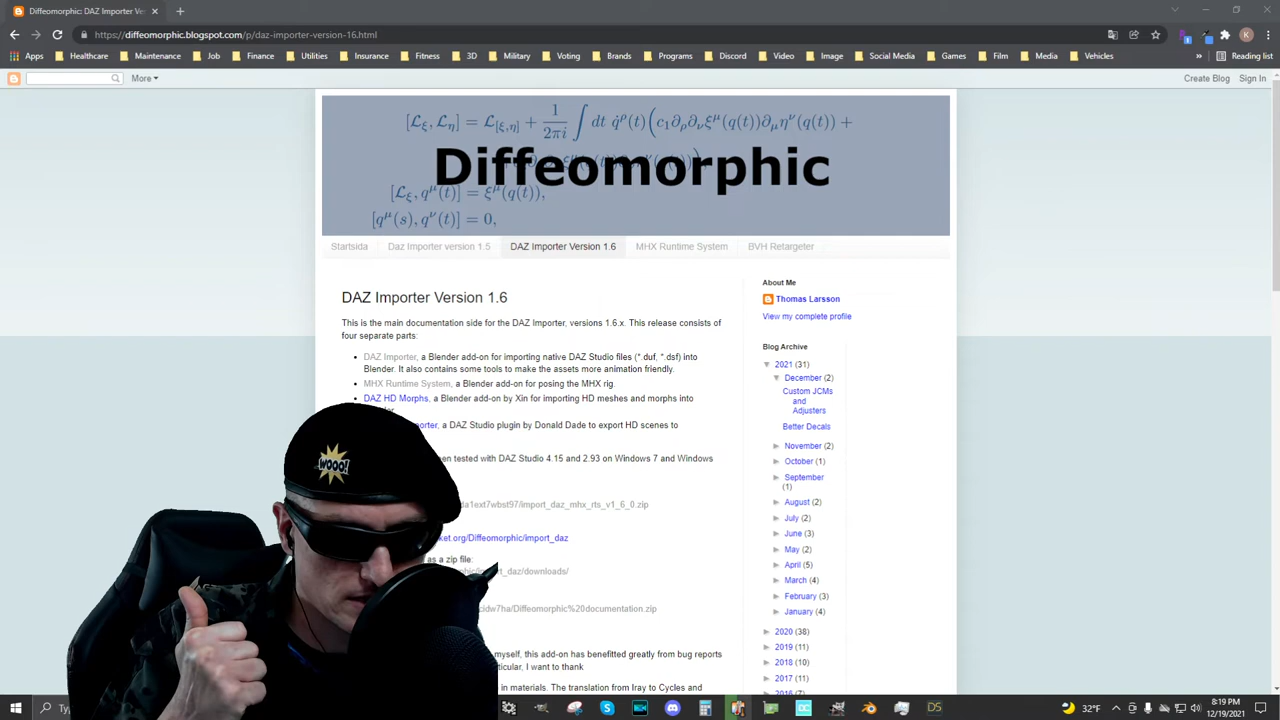 Diffeomorphic: DAZ Importer Ve
https://diffeomorphic.blogspot.com/p/daz-importer-version-16.html
Apps Healthcare Maintenance Job Finance Utilities Insurance Fitness 3D Military Voting Brands Programs Discord Video Image Social Media Games Film Media Vehicles » Reading list
More Create Blog Sign In
Diffeomorphic
Startsida Daz Importer version 1.5 DAZ Importer Version 1.6 MHX Runtime System BVH Retargeter
DAZ Importer Version 1.6
This is the main documentation side for the DAZ Importer, versions 1.6.x. This release consists of
four separate parts:
DAZ Importer, a Blender add-on for importing native DAZ Studio files (*.duf, *.dsf) into
Blender. It also contains some tools to make the assets more animation friendly.
MHX Runtime System, a Blender add-on for posing the MHX rig.
DAZ HD Morphs, a Blender add-on by Xin for importing HD meshes and morphs into
orter, a DAZ Studio plugin by Donald Dade to export HD scenes to
en tested with DAZ Studio 4.15 and 2.93 on Windows 7 and Windows
da1ext7wbst97/import_daz_mhx_rts_v1_6_0.zip
ket.org/Diffeomorphic/import_daz
as a zip file:
_daz/downloads/
cidw7ha/Diffeomorphic%20documentation.zip
myself, this add-on has benefitted greatly from bug reports
ticular, I want to thank
in materials. The translation from Iray to Cycles and
About Me
Thomas Larsson
View my complete profile
Blog Archive
▼ 2021 (31)
▼ December (2)
Custom JCMs
and
Adjusters
Better Decals
► November (2)
► October (1)
► September
(1)
► August (2)
► July (2)
► June (3)
► May (2)
► April (5)
► March (4)
► February (3)
► January (4)
► 2020 (38)
► 2019 (11)
► 2018 (10)
► 2017 (11)
► 2016 (7)
WOOO!
Ty
32°F
8:19 PM
12/19/2021